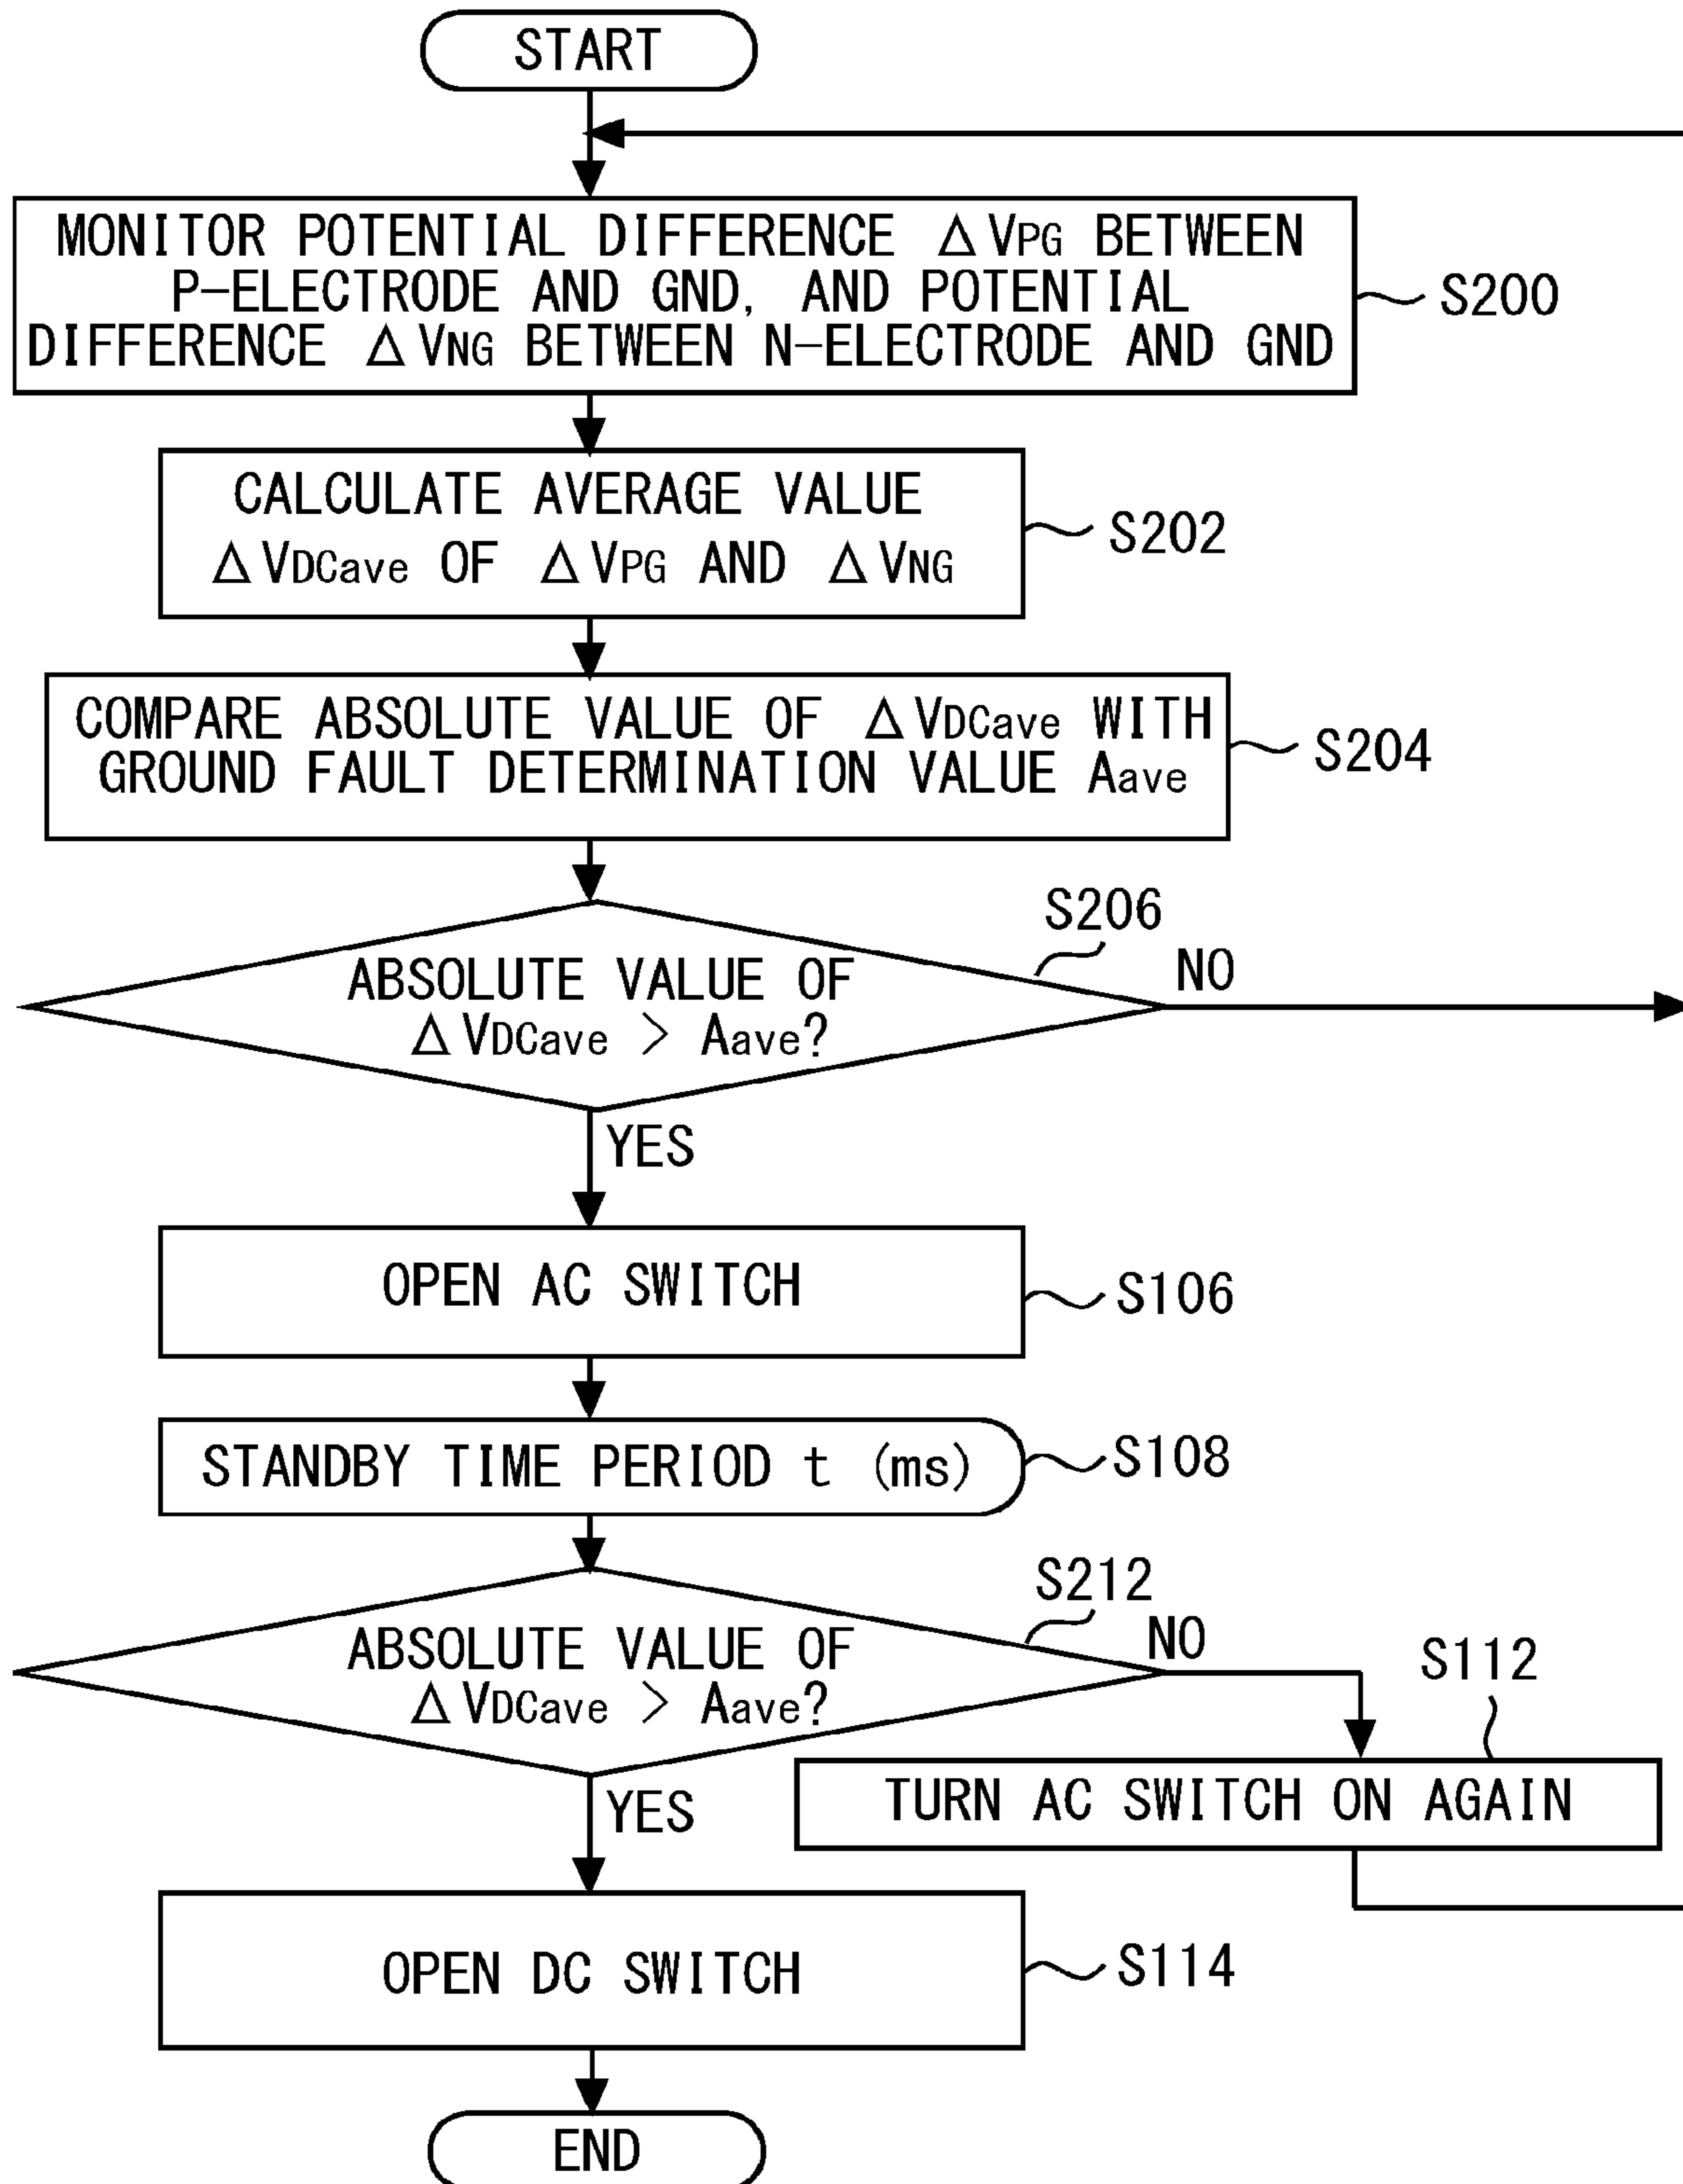 START
MONITOR POTENTIAL DIFFERENCE ΔVPG BETWEEN
P-ELECTRODE AND GND, AND POTENTIAL
DIFFERENCE ΔVNG BETWEEN N-ELECTRODE AND GND
S200
CALCULATE AVERAGE VALUE
ΔVDCave OF ΔVPG AND ΔVNG
S202
COMPARE ABSOLUTE VALUE OF ΔVDCave WITH
GROUND FAULT DETERMINATION VALUE Aave
S204
S206
ABSOLUTE VALUE OF
ΔVDCave > Aave?
NO
YES
OPEN AC SWITCH
S106
STANDBY TIME PERIOD t (ms)
S108
S212
ABSOLUTE VALUE OF
ΔVDCave > Aave?
NO
S112
YES
TURN AC SWITCH ON AGAIN
OPEN DC SWITCH
S114
END